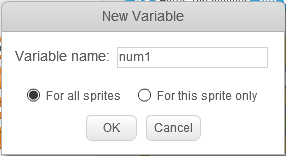 New Variable
Variable name: num1
For all sprites For this sprite only
OK Cancel